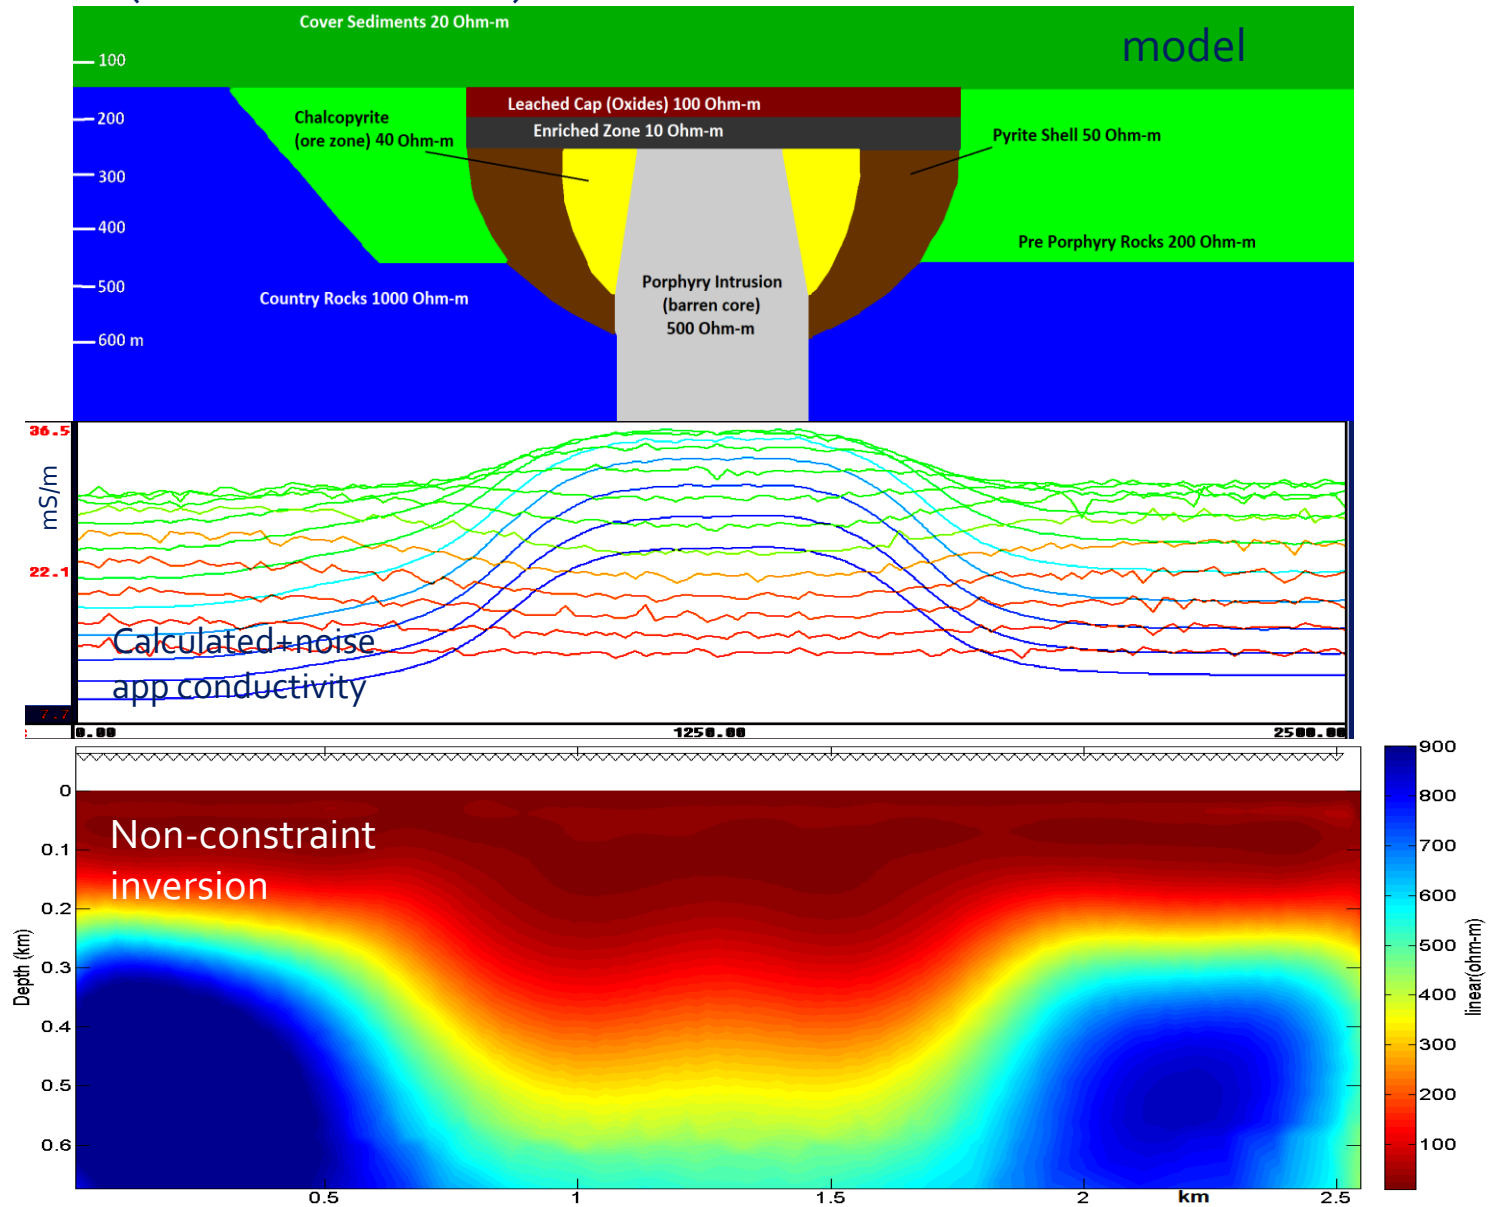 Cover Sediments 20 Ohm-m
model
100
Leached Cap (Oxides) 100 Ohm-m
200
Chalcopyrite
(ore zone) 40 Ohm-m
Enriched Zone 10 Ohm-m
Pyrite Shell 50 Ohm-m
300
400
Pre Porphyry Rocks 200 Ohm-m
500
Country Rocks 1000 Ohm-m
Porphyry Intrusion
(barren core)
500 Ohm-m
600 m
36.5
mS/m
22.1
Calculated+noise
app conductivity
7.7
0.00 1250.00 2500.00
Non-constraint
inversion
Depth (km)
0
0.1
0.2
0.3
0.4
0.5
0.6
0.5 1 1.5 2 km 2.5
900
800
700
600
500
400
300
200
100
linear(ohm-m)